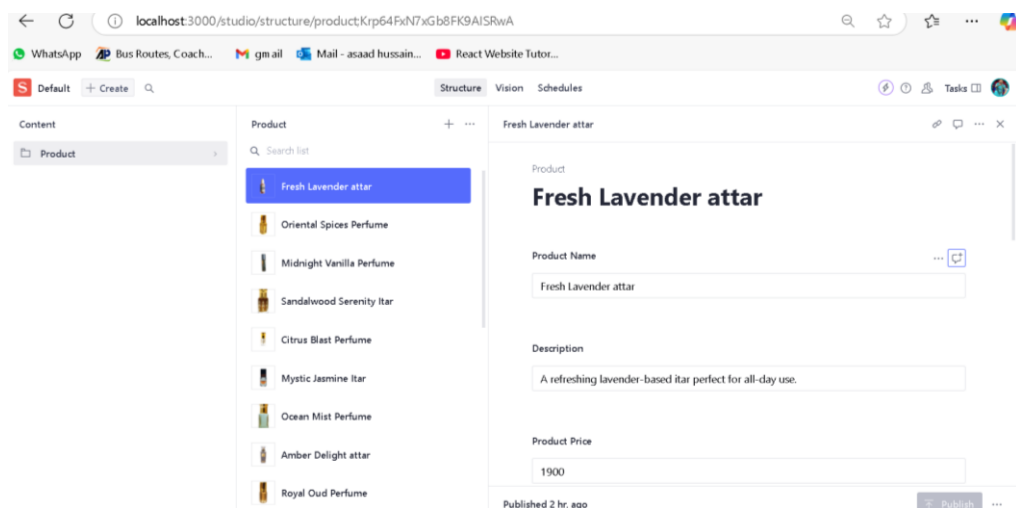 localhost:3000/studio/structure/product;Krp64FxN7xGb8FK9AISRwA
WhatsApp Bus Routes, Coach... gmail Mail - asaad hussain... React Website Tutor...
S Default + Create Structure Vision Schedules Tasks
Content
Product
Product
Search list
Fresh Lavender attar
Oriental Spices Perfume
Midnight Vanilla Perfume
Sandalwood Serenity Itar
Citrus Blast Perfume
Mystic Jasmine Itar
Ocean Mist Perfume
Amber Delight attar
Royal Oud Perfume
Fresh Lavender attar
Product
Fresh Lavender attar
Product Name
Fresh Lavender attar
Description
A refreshing lavender-based itar perfect for all-day use.
Product Price
1900
Published 2 hr. ago Publish